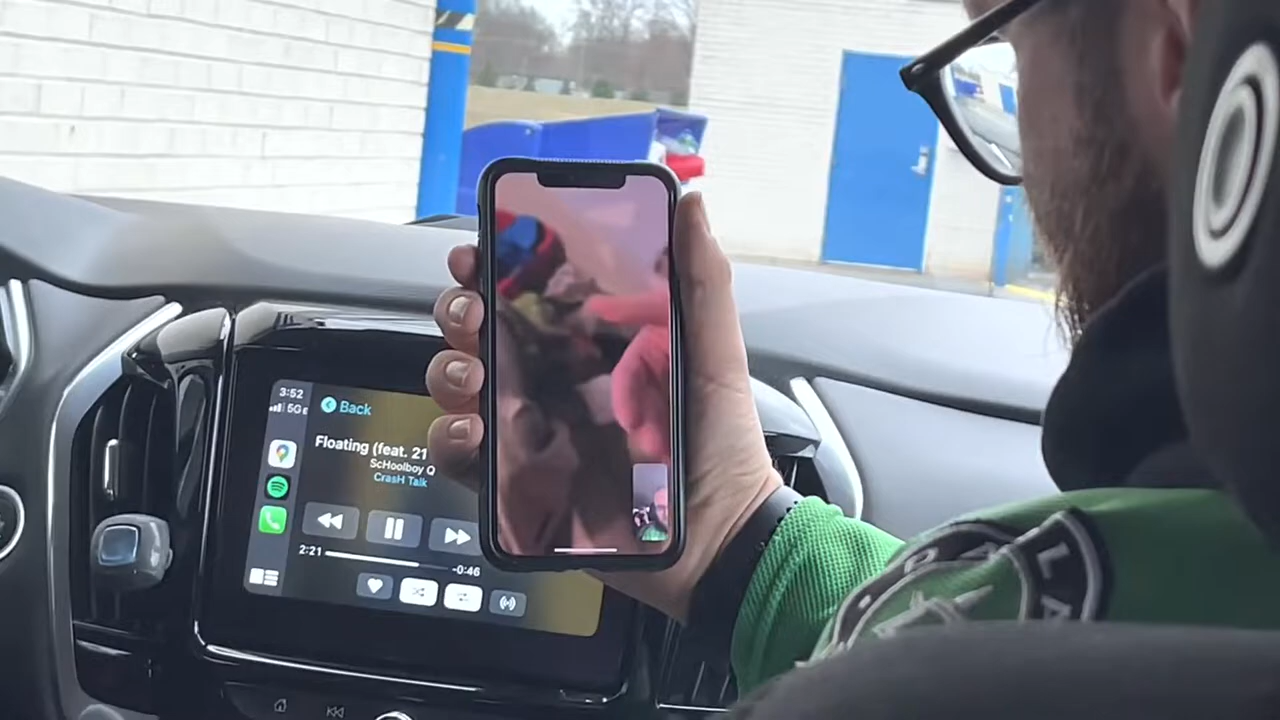 3:52
5G
Back
Floating (feat. 21
ScHoolboy Q
CrasH Talk
2:21
-0:46